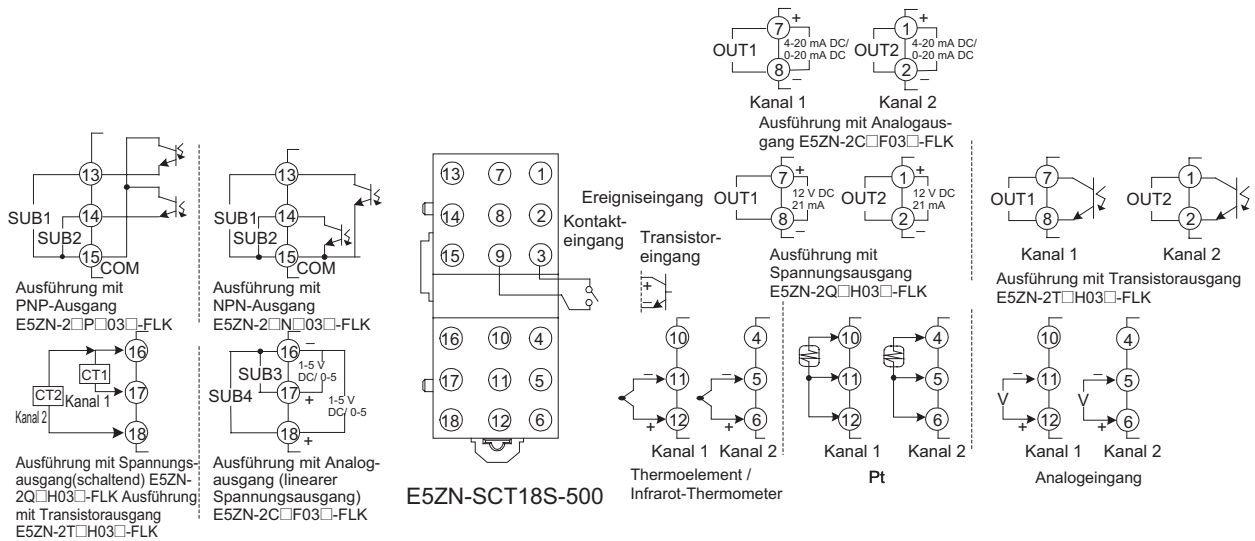 7
+
OUT1
4-20 mA DC/
0-20 mA DC
8
−
Kanal 1
1
+
OUT2
4-20 mA DC/
0-20 mA DC
2
−
Kanal 2
Ausführung mit Analogaus-
gang E5ZN-2C□F03□-FLK
13
14
SUB1
SUB2
15
COM
Ausführung mit
PNP-Ausgang
E5ZN-2□P□03□-FLK
13
14
SUB1
SUB2
15
COM
Ausführung mit
NPN-Ausgang
E5ZN-2□N□03□-FLK
13 7 1
14 8 2
15 9 3
16 10 4
17 11 5
18 12 6
E5ZN-SCT18S-500
Ereigniseingang
Kontakt-
eingang
Transistor-
eingang
+
−
7
+
OUT1
12 V DC
21 mA
8
−
Kanal 1
1
+
OUT2
12 V DC
21 mA
2
−
Kanal 2
Ausführung mit
Spannungsausgang
E5ZN-2Q□H03□-FLK
7
OUT1
8
Kanal 1
1
OUT2
2
Kanal 2
Ausführung mit Transistorausgang
E5ZN-2T□H03□-FLK
16
CT1
17
CT2
Kanal 1
Kanal 2
18
Ausführung mit Spannungs-
ausgang(schaltend) E5ZN-
2Q□H03□-FLK Ausführung
mit Transistorausgang
E5ZN-2T□H03□-FLK
16
−
1-5 V
DC/ 0-5
SUB3
SUB4
17
+
1-5 V
DC/ 0-5
18
+
Ausführung mit Analog-
ausgang (linearer
Spannungsausgang)
E5ZN-2C□F03□-FLK
10
−
11
+
12
Kanal 1
4
−
5
+
6
Kanal 2
Thermoelement /
Infrarot-Thermometer
10
11
12
Kanal 1
4
5
6
Kanal 2
Pt
10
−
11
V
+
12
Kanal 1
4
−
5
V
+
6
Kanal 2
Analogeingang